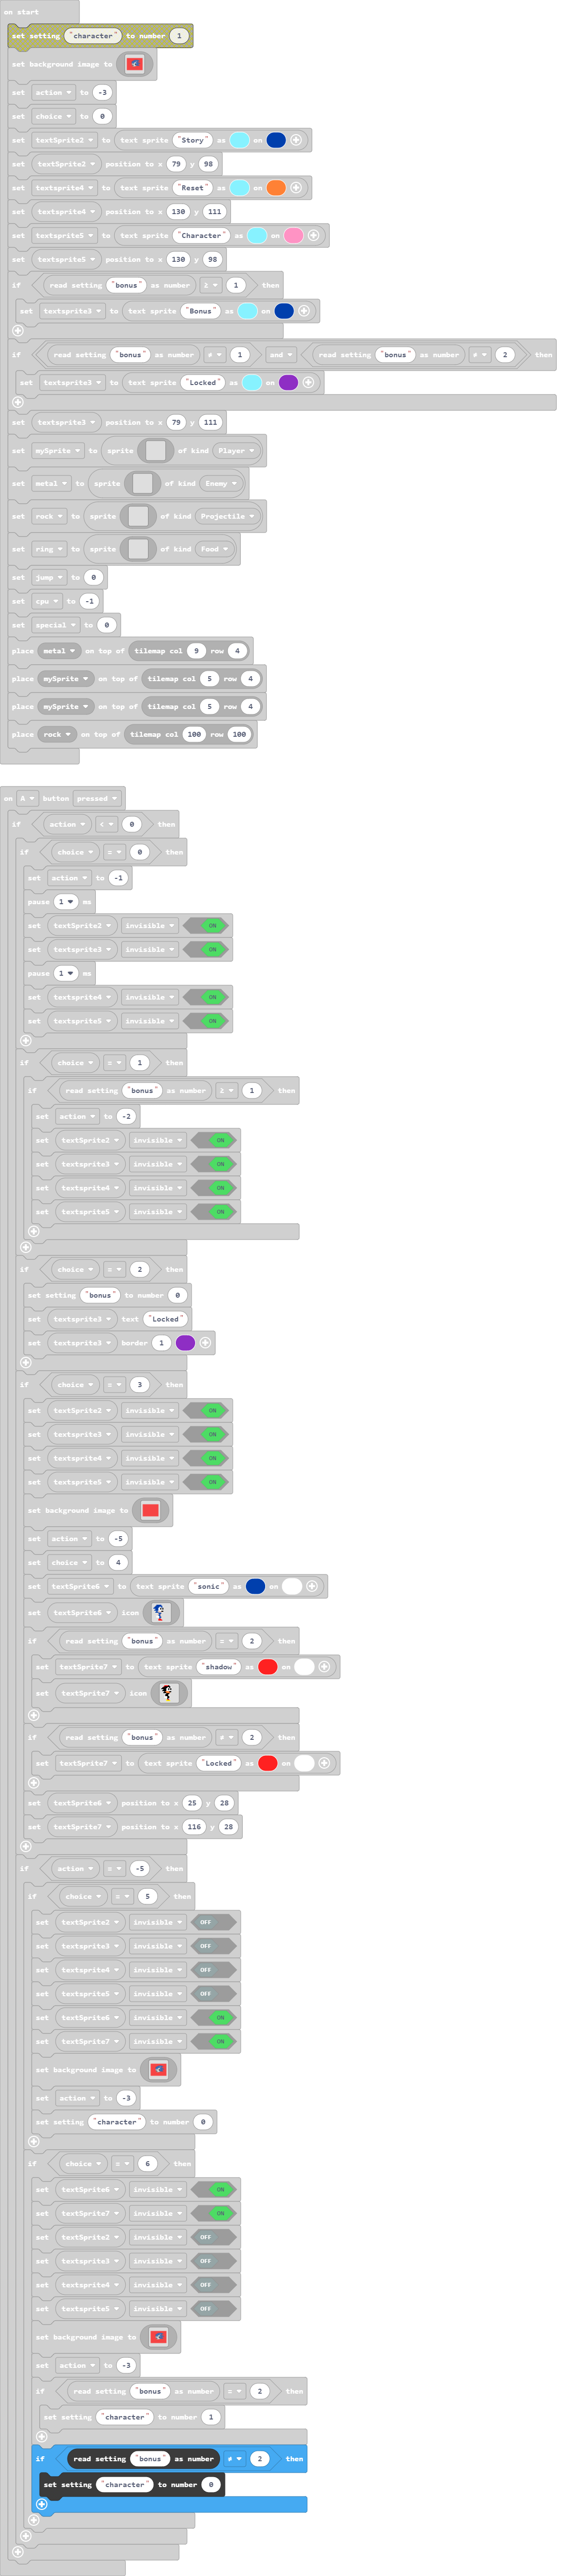 on start
set setting "character" to number 1
set background image to
set action to -3
set choice to 0
set textSprite2 to text sprite "Story" as on
set textSprite2 position to x 79 y 98
set textsprite4 to text sprite "Reset" as on
set textsprite4 position to x 130 y 111
set textsprite5 to text sprite "Character" as on
set textsprite5 position to x 130 y 98
if read setting "bonus" as number ≥ 1 then
set textsprite3 to text sprite "Bonus" as on
if read setting "bonus" as number ≠ 1 and read setting "bonus" as number ≠ 2 then
set textsprite3 to text sprite "Locked" as on
set textsprite3 position to x 79 y 111
set mySprite to sprite of kind Player
set metal to sprite of kind Enemy
set rock to sprite of kind Projectile
set ring to sprite of kind Food
set jump to 0
set cpu to -1
set special to 0
place metal on top of tilemap col 9 row 4
place mySprite on top of tilemap col 5 row 4
place mySprite on top of tilemap col 5 row 4
place rock on top of tilemap col 100 row 100
on A button pressed
if action < 0 then
if choice = 0 then
set action to -1
pause 1 ms
set textSprite2 invisible ON
set textsprite3 invisible ON
pause 1 ms
set textsprite4 invisible ON
set textsprite5 invisible ON
if choice = 1 then
if read setting "bonus" as number ≥ 1 then
set action to -2
set textSprite2 invisible ON
set textsprite3 invisible ON
set textsprite4 invisible ON
set textsprite5 invisible ON
if choice = 2 then
set setting "bonus" to number 0
set textsprite3 text "Locked"
set textsprite3 border 1
if choice = 3 then
set textSprite2 invisible ON
set textsprite3 invisible ON
set textsprite4 invisible ON
set textsprite5 invisible ON
set background image to
set action to -5
set choice to 4
set textSprite6 to text sprite "sonic" as on
set textSprite6 icon
if read setting "bonus" as number = 2 then
set textSprite7 to text sprite "shadow" as on
set textSprite7 icon
if read setting "bonus" as number ≠ 2 then
set textSprite7 to text sprite "Locked" as on
set textSprite6 position to x 25 y 28
set textSprite7 position to x 116 y 28
if action = -5 then
if choice = 5 then
set textSprite2 invisible OFF
set textsprite3 invisible OFF
set textsprite4 invisible OFF
set textsprite5 invisible OFF
set textSprite6 invisible ON
set textSprite7 invisible ON
set background image to
set action to -3
set setting "character" to number 0
if choice = 6 then
set textSprite6 invisible ON
set textSprite7 invisible ON
set textSprite2 invisible OFF
set textsprite3 invisible OFF
set textsprite4 invisible OFF
set textsprite5 invisible OFF
set background image to
set action to -3
if read setting "bonus" as number = 2 then
set setting "character" to number 1
if read setting "bonus" as number ≠ 2 then
set setting "character" to number 0